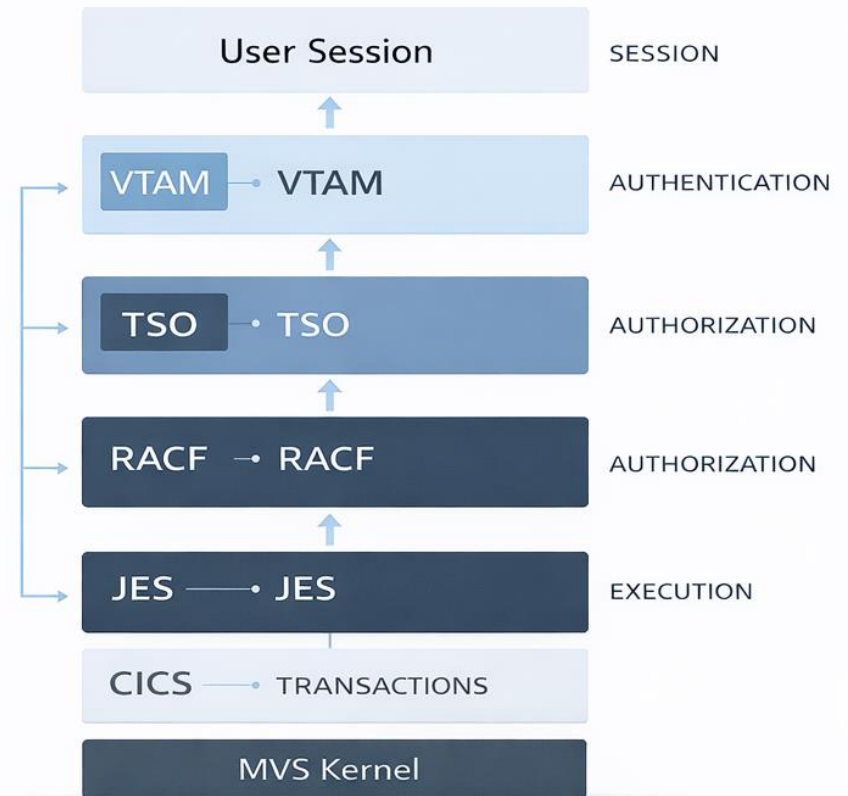 User Session SESSION
VTAM VTAM AUTHENTICATION
TSO TSO AUTHORIZATION
RACF RACF AUTHORIZATION
JES JES EXECUTION
CICS TRANSACTIONS
MVS Kernel